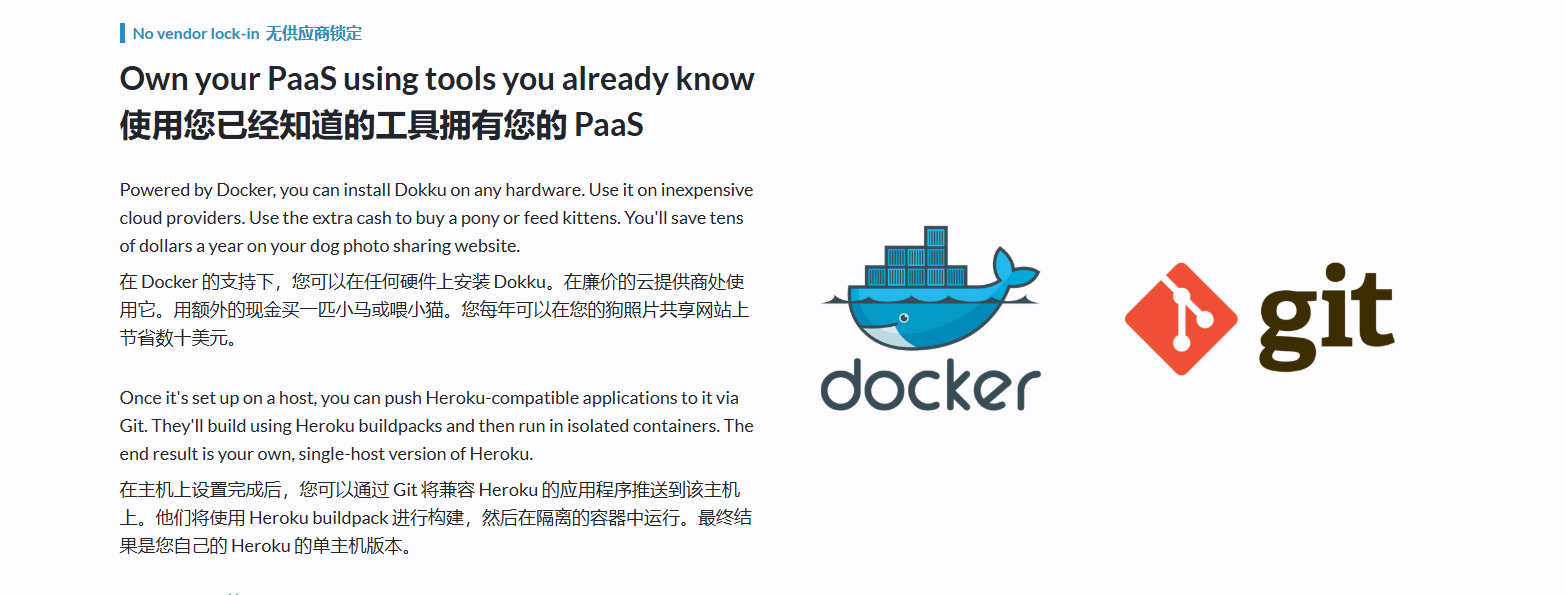 No vendor lock-in 无供应商锁定
Own your PaaS using tools you already know
使用您已经知道的工具拥有您的 PaaS
Powered by Docker, you can install Dokku on any hardware. Use it on inexpensive
cloud providers. Use the extra cash to buy a pony or feed kittens. You'll save tens
of dollars a year on your dog photo sharing website.
在 Docker 的支持下，您可以在任何硬件上安装 Dokku。在廉价的云提供商处使
用它。用额外的现金买一匹小马或喂小猫。您每年可以在您的狗照片共享网站上
节省数十美元。
Once it's set up on a host, you can push Heroku-compatible applications to it via
Git. They'll build using Heroku buildpacks and then run in isolated containers. The
end result is your own, single-host version of Heroku.
在主机上设置完成后，您可以通过 Git 将兼容 Heroku 的应用程序推送到该主机
上。他们将使用 Heroku buildpack 进行构建，然后在隔离的容器中运行。最终结
果是您自己的 Heroku 的单主机版本。
docker
git